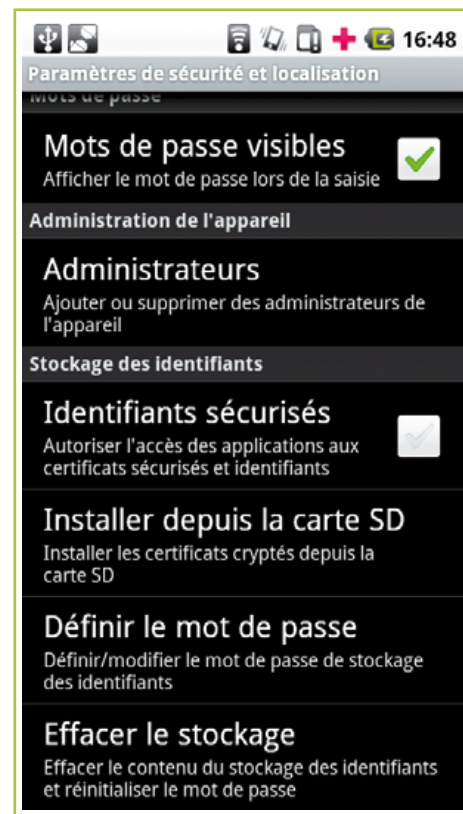 16:48
Paramètres de sécurité et localisation
Mots de passe
Mots de passe visibles
Afficher le mot de passe lors de la saisie
Administration de l'appareil
Administrateurs
Ajouter ou supprimer des administrateurs de
l'appareil
Stockage des identifiants
Identifiants sécurisés
Autoriser l'accès des applications aux
certificats sécurisés et identifiants
Installer depuis la carte SD
Installer les certificats cryptés depuis la
carte SD
Définir le mot de passe
Définir/modifier le mot de passe de stockage
des identifiants
Effacer le stockage
Effacer le contenu du stockage des identifiants
et réinitialiser le mot de passe